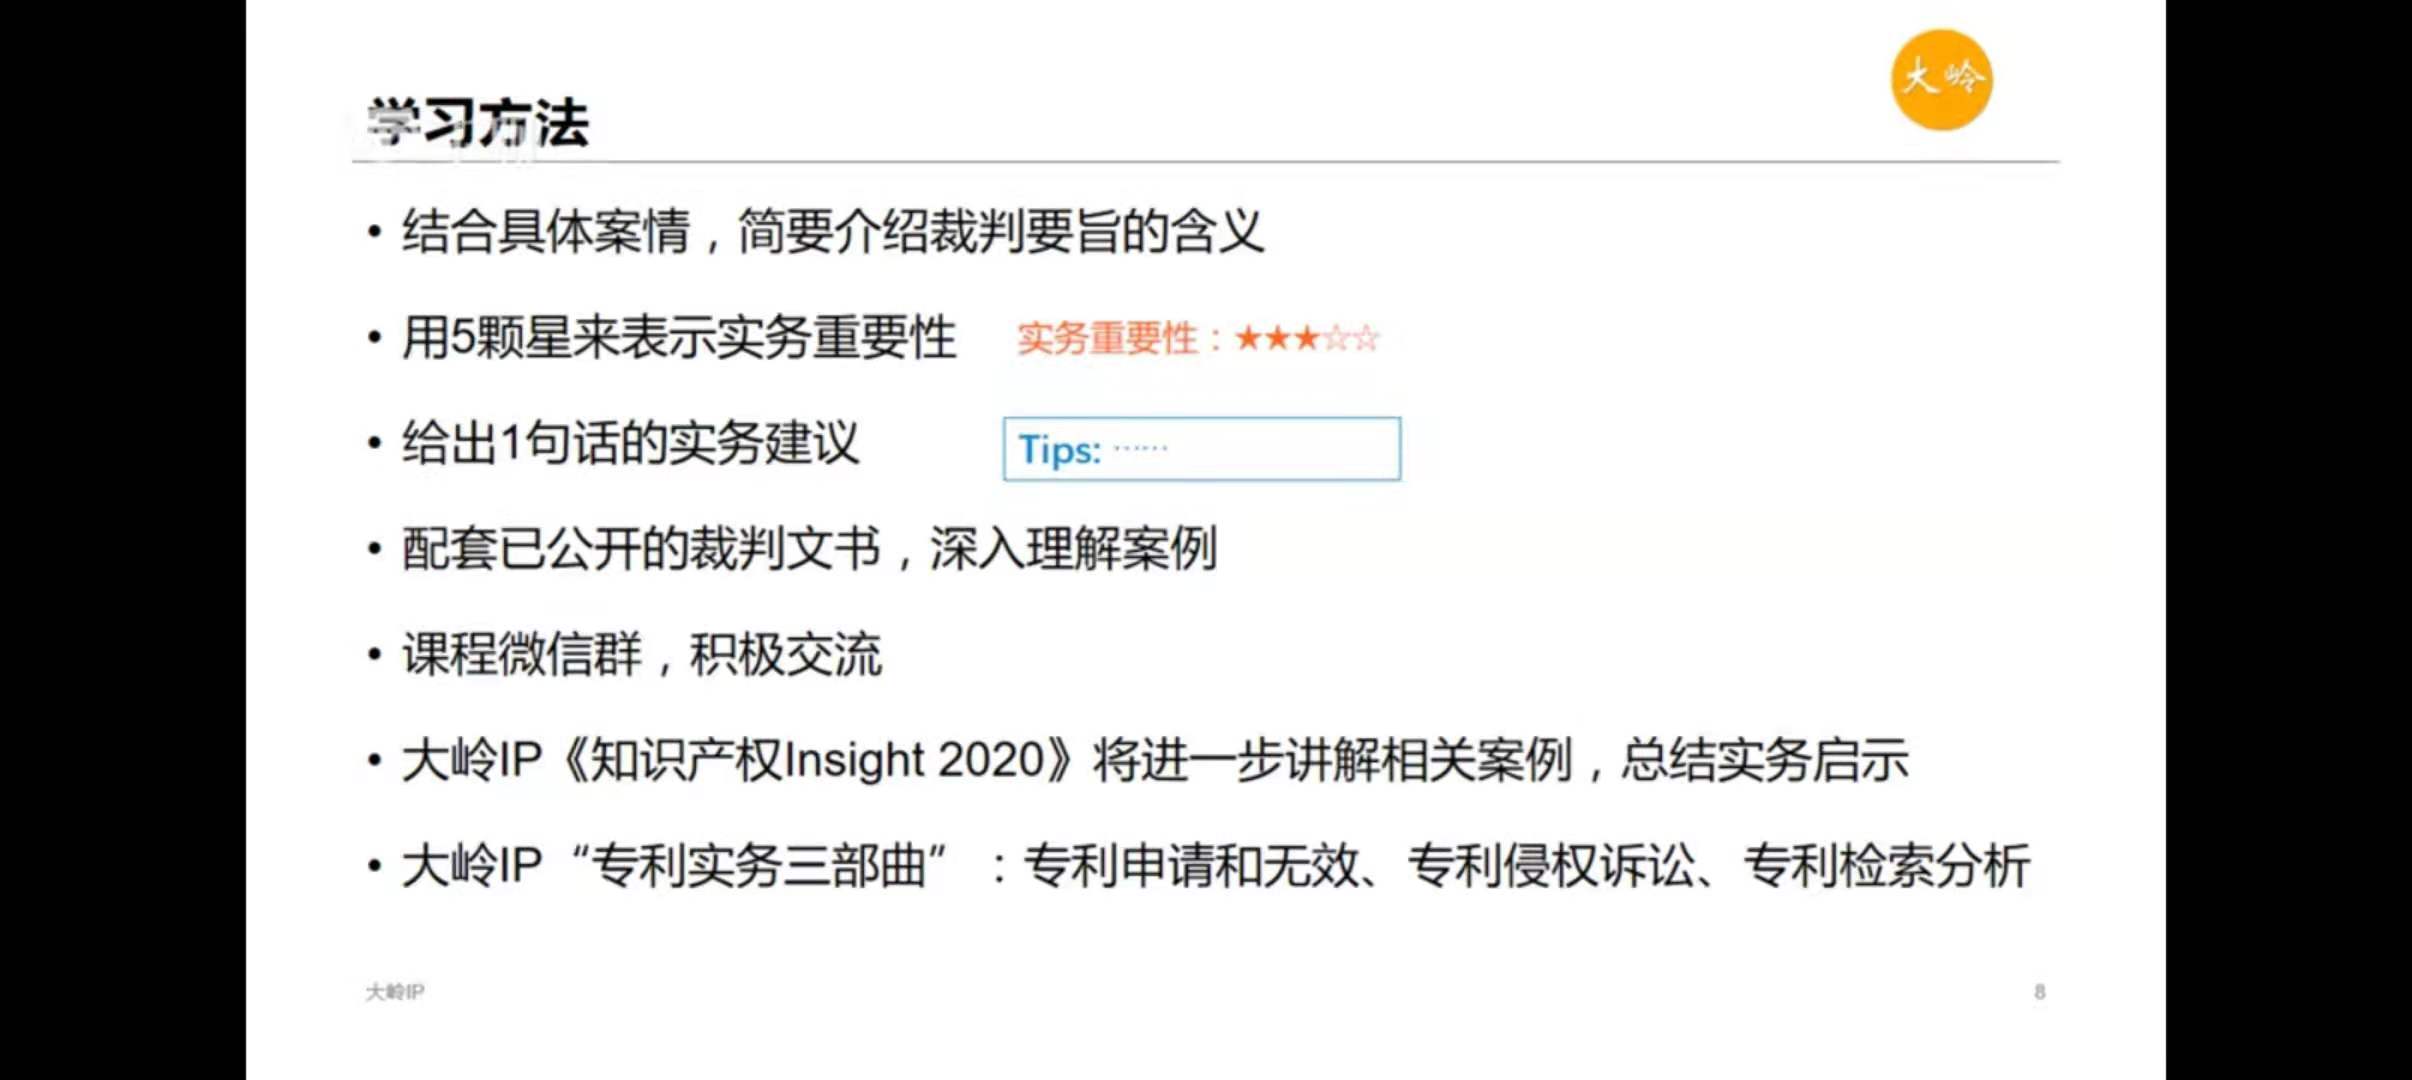 大岭
学习方法
• 结合具体案情，简要介绍裁判要旨的含义
• 用5颗星来表示实务重要性 实务重要性：★★★☆☆
• 给出1句话的实务建议 Tips: ……
• 配套已公开的裁判文书，深入理解案例
• 课程微信群，积极交流
• 大岭IP《知识产权Insight 2020》将进一步讲解相关案例，总结实务启示
• 大岭IP“专利实务三部曲”：专利申请和无效、专利侵权诉讼、专利检索分析
大岭IP 8